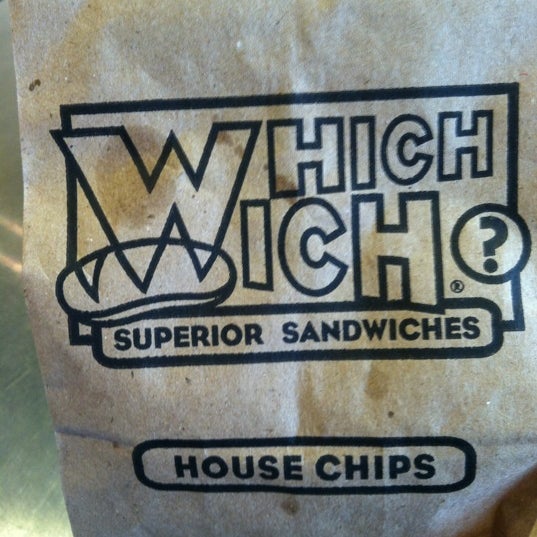 WHICH
WICH?®
SUPERIOR SANDWICHES
HOUSE CHIPS